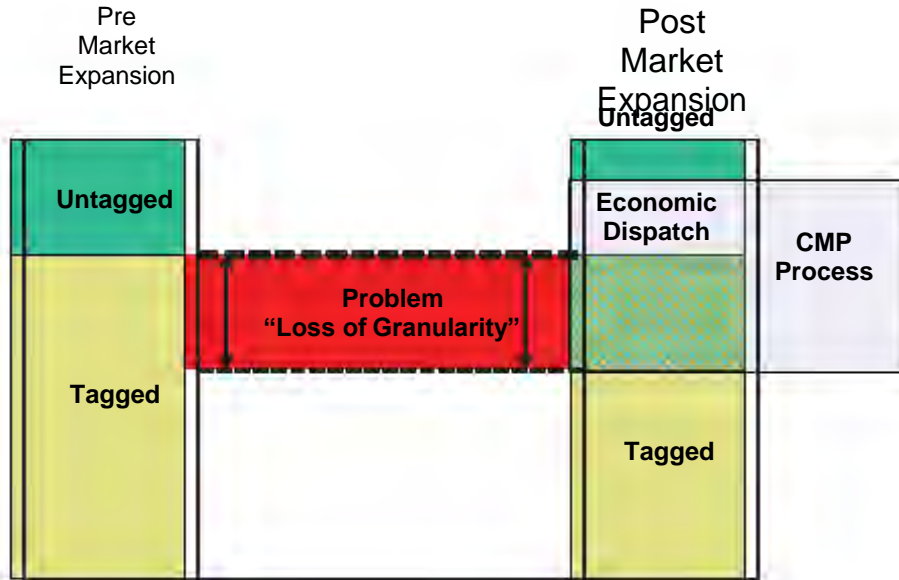 Pre
Market
Expansion
Post
Market
Expansion
Untagged
Untagged
Economic
Dispatch
CMP
Process
Problem
“Loss of Granularity”
Tagged
Tagged